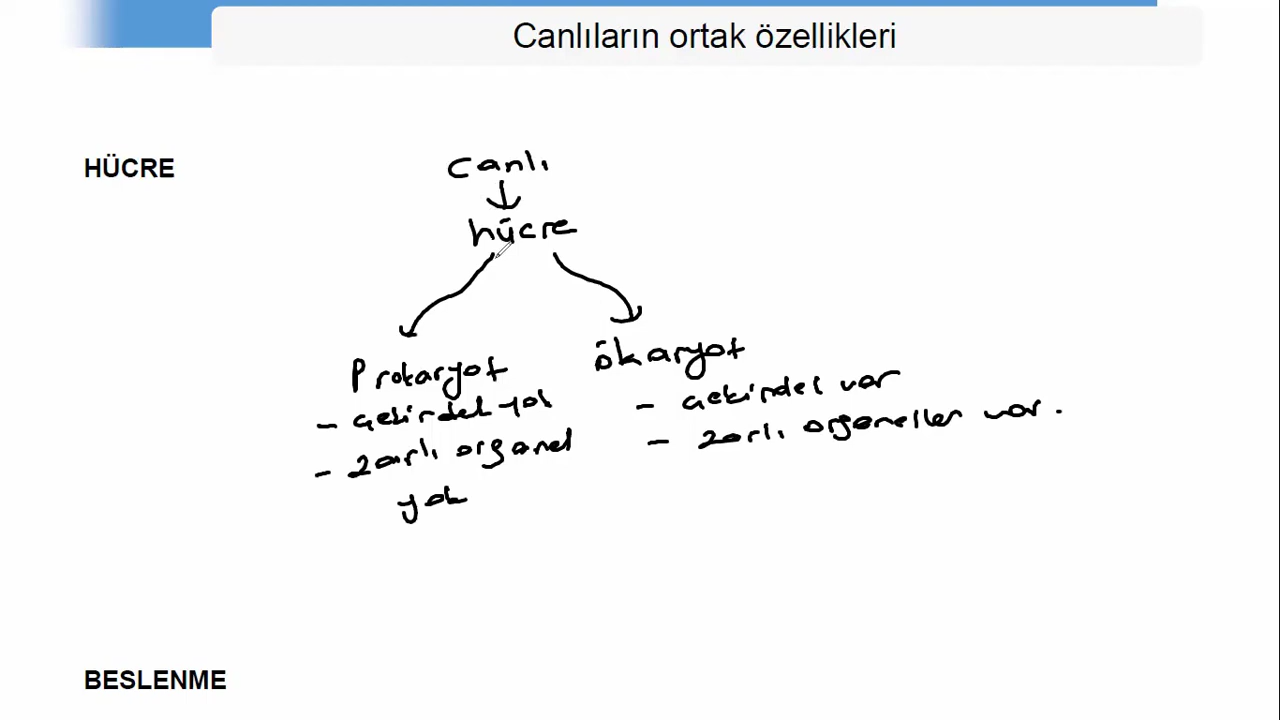 Canlıların ortak özellikleri
HÜCRE
canlı
hücre
Prokaryot
- çekirdek yok
- zarlı organel
yok
ökaryot
- çekirdek var
- zarlı organeller var.
BESLENME